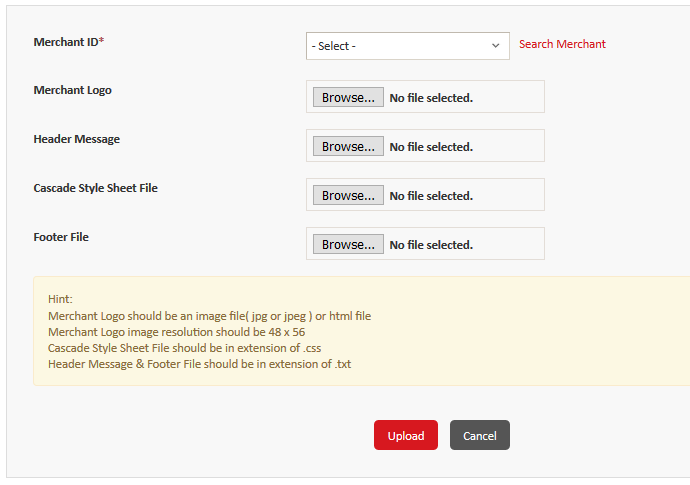 Merchant ID*
- Select -
Search Merchant
Merchant Logo
Browse... No file selected.
Header Message
Browse... No file selected.
Cascade Style Sheet File
Browse... No file selected.
Footer File
Browse... No file selected.
Hint:
Merchant Logo should be an image file( jpg or jpeg ) or html file
Merchant Logo image resolution should be 48 x 56
Cascade Style Sheet File should be in extension of .css
Header Message & Footer File should be in extension of .txt
Upload
Cancel